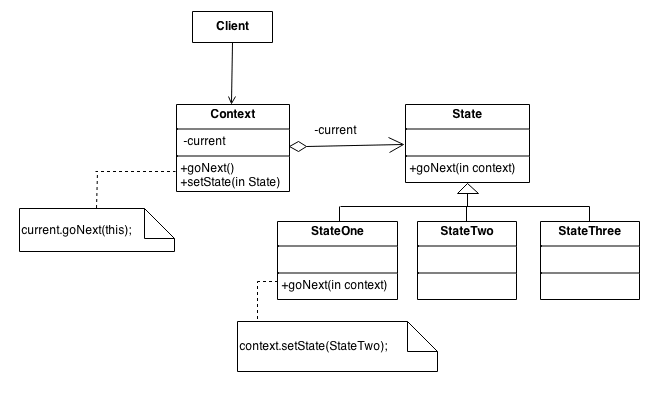 Client
Context
-current
+goNext()
+setState(in State)
-current
State
+goNext(in context)
current.goNext(this);
StateOne
+goNext(in context)
StateTwo
StateThree
context.setState(StateTwo);